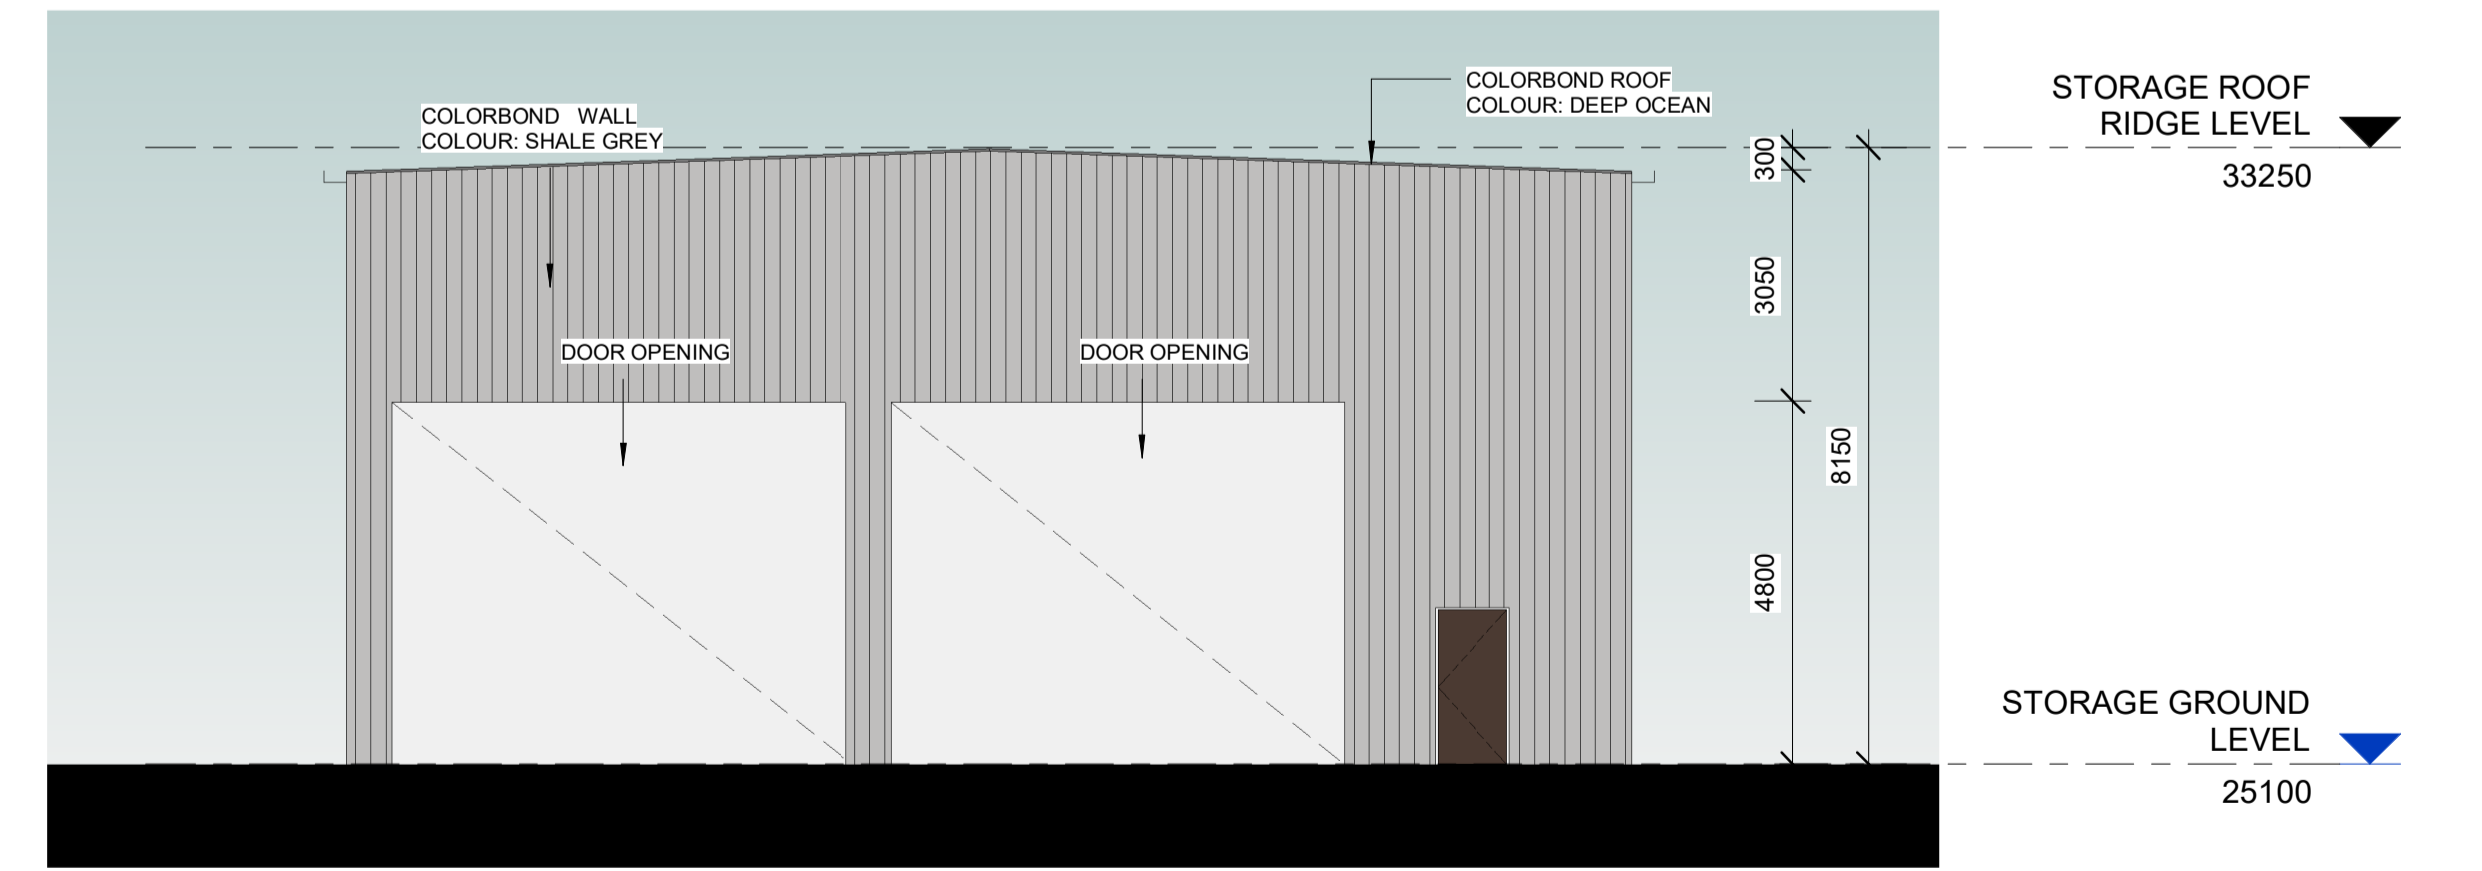 COLORBOND ROOF
COLOUR: DEEP OCEAN
COLORBOND WALL
COLOUR: SHALE GREY
STORAGE ROOF
RIDGE LEVEL
33250
300
3050
DOOR OPENING
DOOR OPENING
8150
4800
STORAGE GROUND
LEVEL
25100